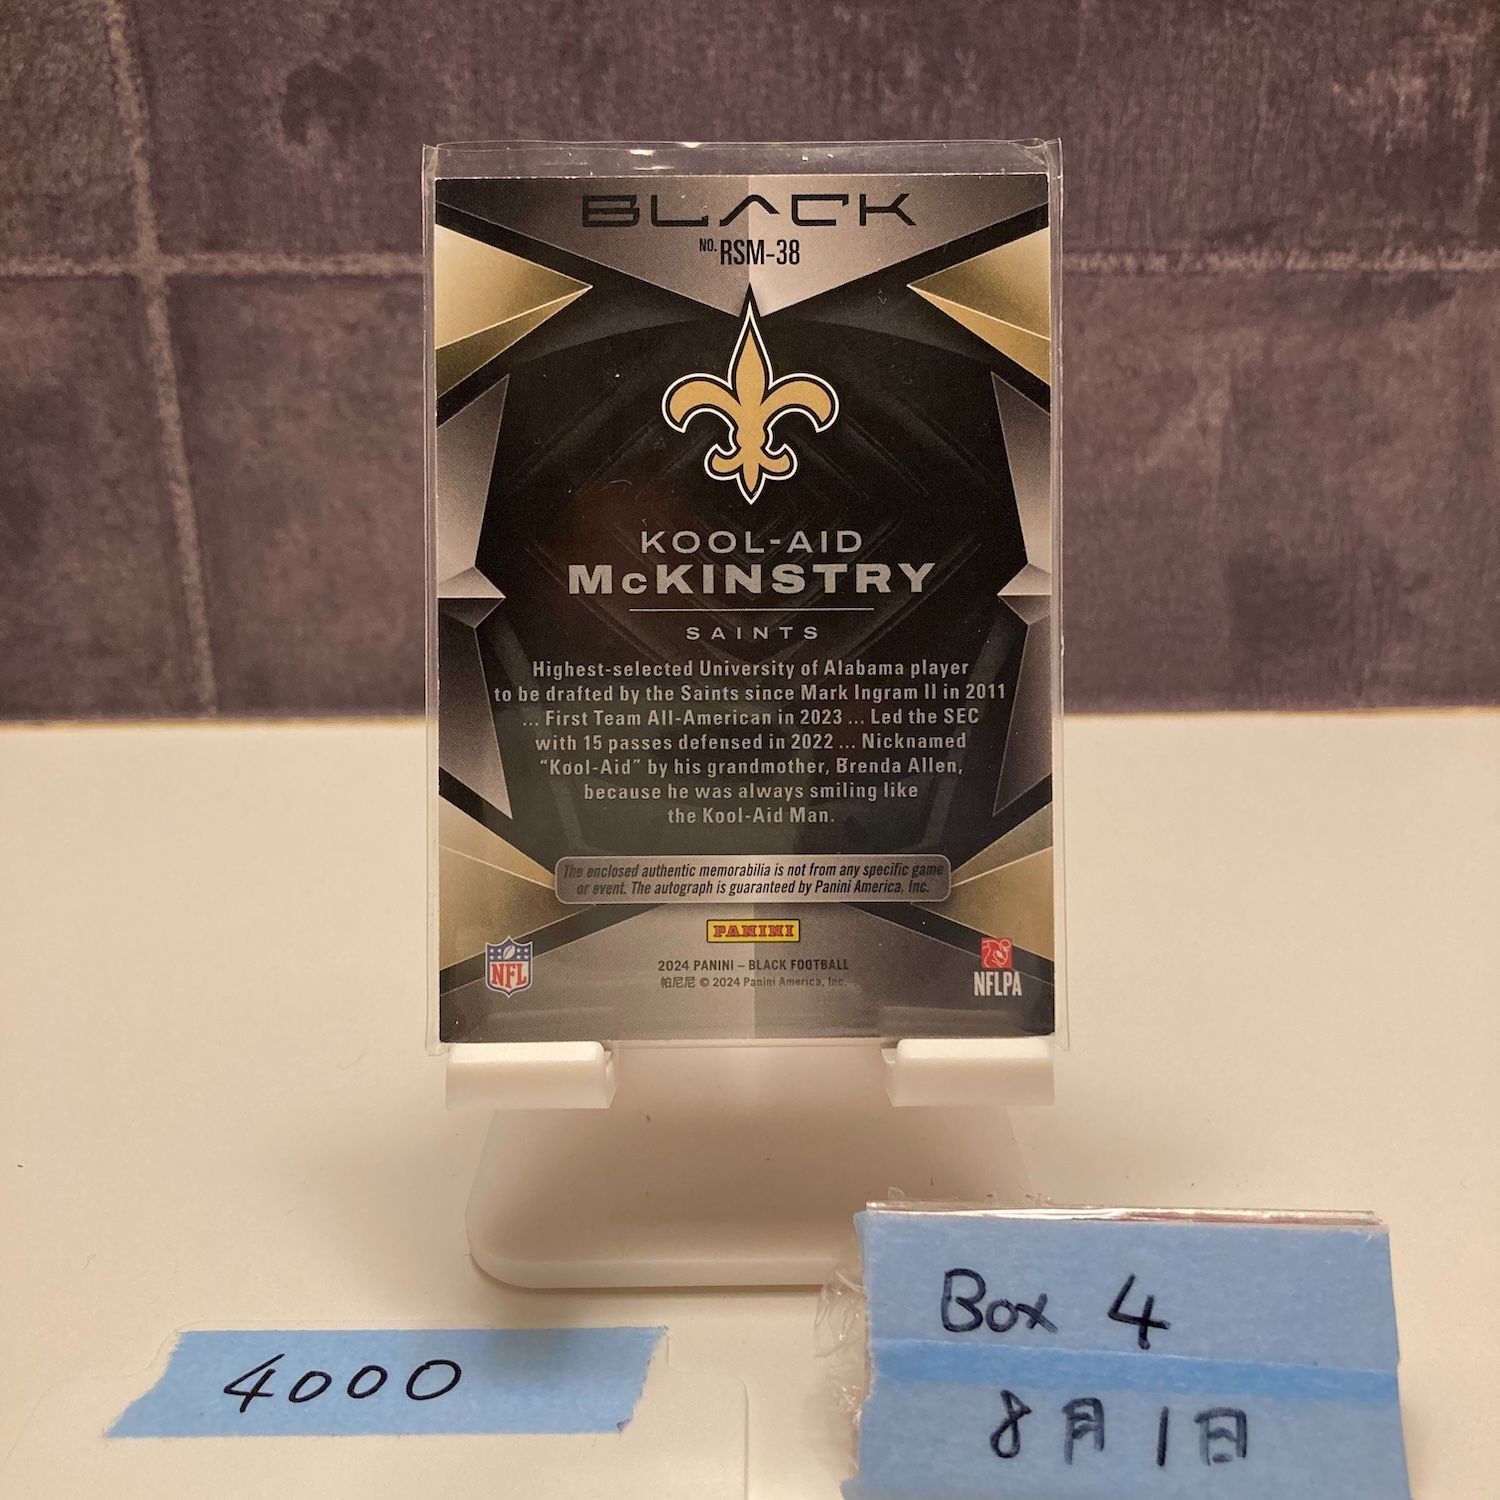 BLACK
NO. RSM-38
KOOL-AID
McKINSTRY
SAINTS
Highest-selected University of Alabama player
to be drafted by the Saints since Mark Ingram II in 2011
... First Team All-American in 2023 ... Led the SEC
with 15 passes defensed in 2022 ... Nicknamed
“Kool-Aid” by his grandmother, Brenda Allen,
because he was always smiling like
the Kool-Aid Man.
The enclosed authentic memorabilia is not from any specific game
or event. The autograph is guaranteed by Panini America, Inc.
PANINI
NFL
2024 PANINI – BLACK FOOTBALL
帕尼尼 © 2024 Panini America, Inc.
NFLPA
Box 4
8月1日
4000